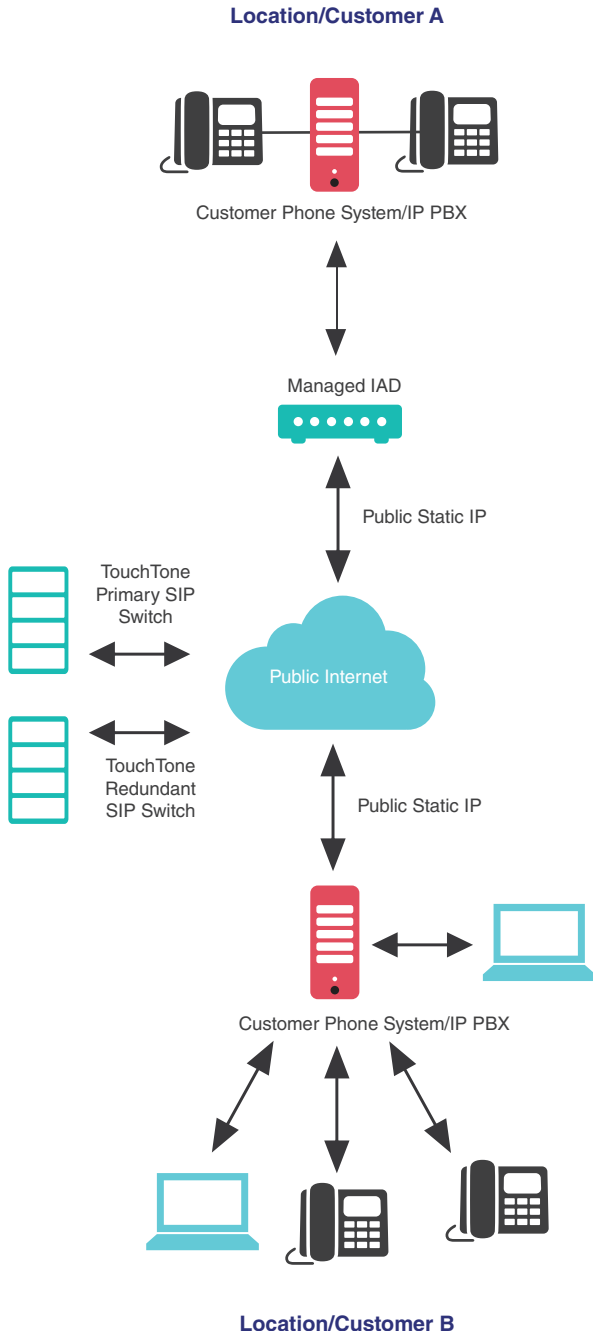 Location/Customer A
Customer Phone System/IP PBX
Managed IAD
Public Static IP
TouchTone
Primary SIP
Switch
Public Internet
TouchTone
Redundant
SIP Switch
Public Static IP
Customer Phone System/IP PBX
Location/Customer B